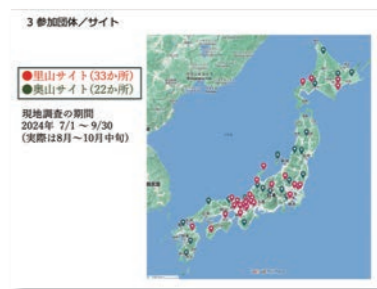 3 参加団体／サイト
●里山サイト(33か所)
●奥山サイト(22か所)
現地調査の期間
2024年 7/1 ～ 9/30
(実際は8月～10月中旬)